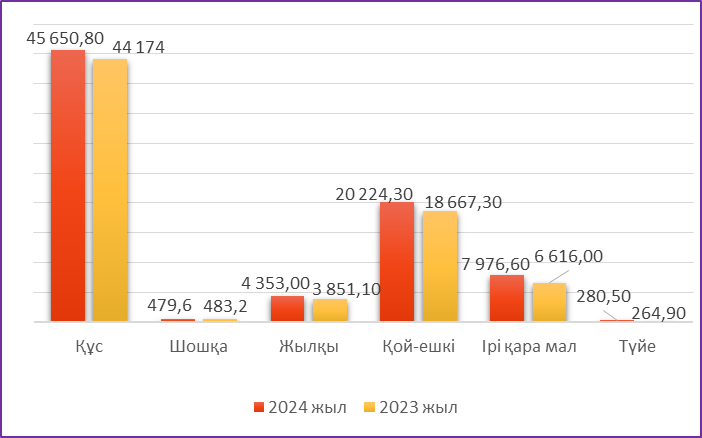 45 650,80
44 174
479,6
483,2
4 353,00
3 851,10
20 224,30
18 667,30
7 976,60
6 616,00
280,50
264,90
Құс
Шошқа
Жылқы
Қой-ешкі
Ірі қара мал
Түйе
2024 жыл
2023 жыл